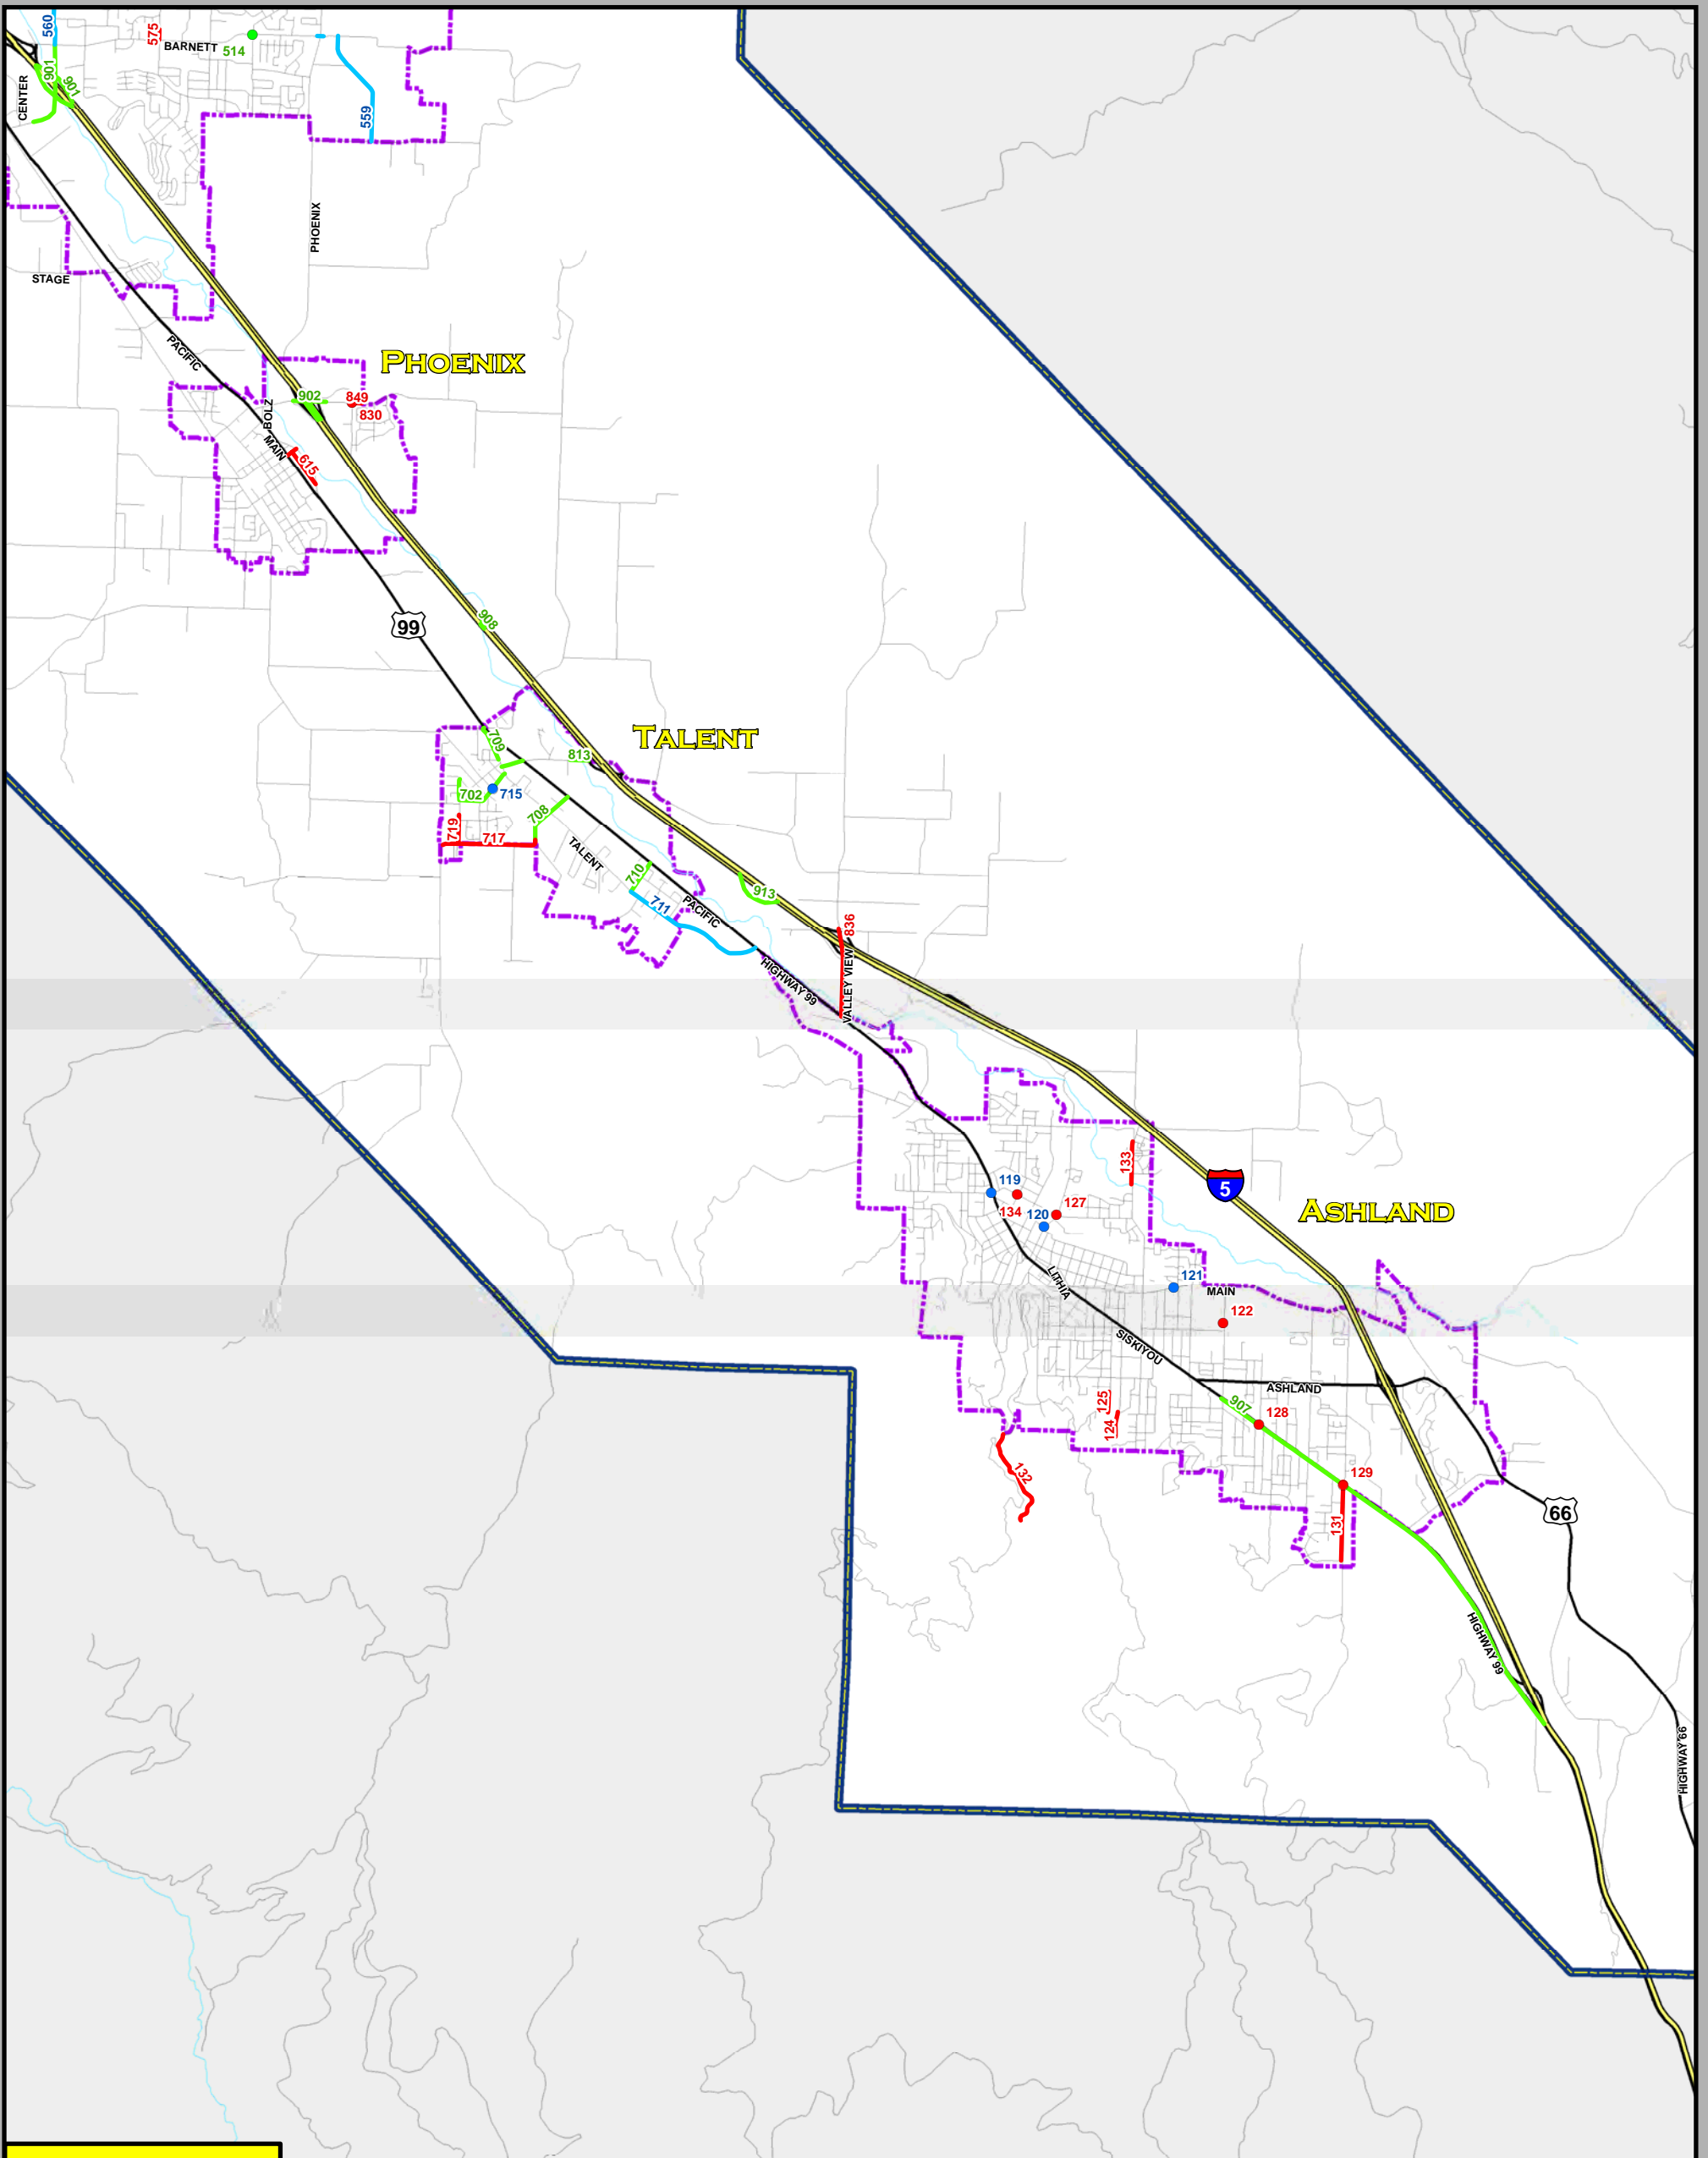 560
575
BARNETT
514
901
901
CENTER
559
PHOENIX
STAGE
PACIFIC
PHOENIX
902
849
830
BOLZ
MAIN
615
99
908
709
813
TALENT
702
715
708
719
717
TALENT
710
711
PACIFIC
913
836
VALLEY VIEW
HIGHWAY 99
133
119
134
120
127
5
ASHLAND
121
MAIN
122
LITHIA
SISKIYOU
ASHLAND
125
124
907
128
132
129
131
66
HIGHWAY 99
HIGHWAY 66